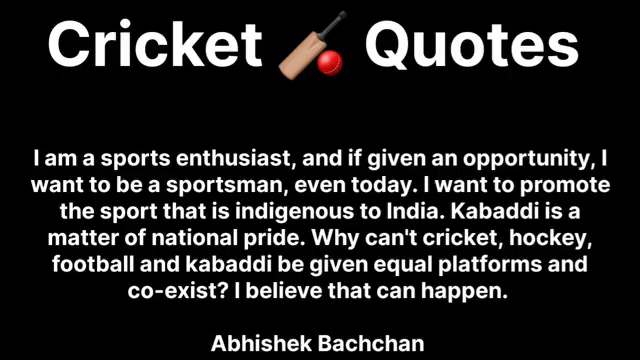 Cricket 🏏 Quotes
I am a sports enthusiast, and if given an opportunity, I
want to be a sportsman, even today. I want to promote
the sport that is indigenous to India. Kabaddi is a
matter of national pride. Why can't cricket, hockey,
football and kabaddi be given equal platforms and
co-exist? I believe that can happen.
Abhishek Bachchan